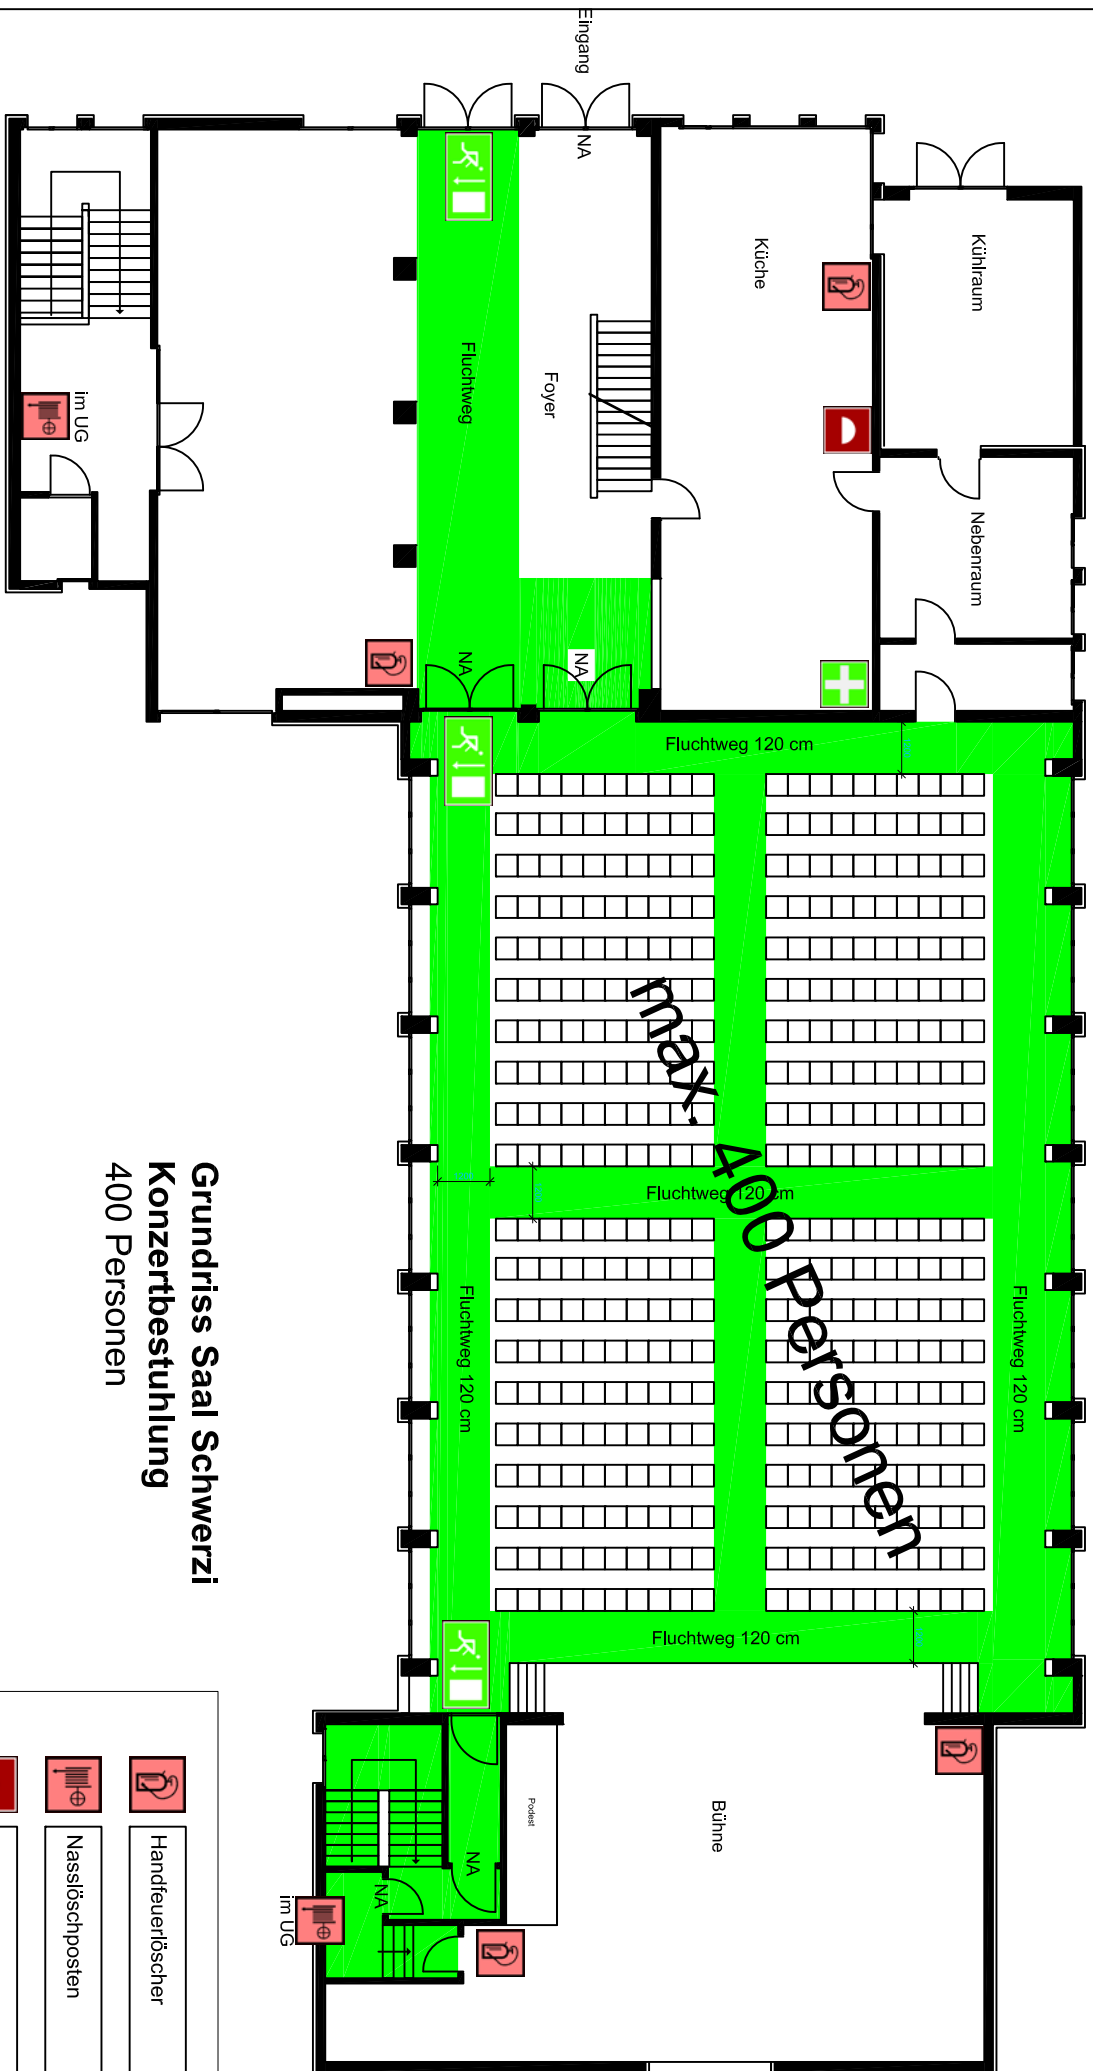 Eingang
NA
Kühlraum
Küche
Foyer
Fluchtweg
im UG
Nebenraum
NA
NA
Fluchtweg 120 cm
max. 400 Personen
Fluchtweg 120 cm
Fluchtweg 120 cm
Fluchtweg 120 cm
Fluchtweg 120 cm
Grundriss Saal Schwerzi
Konzertbestuhlung
400 Personen
Bühne
Podest
NA
NA
im UG
Handfeuerlöscher
Nasslöschposten